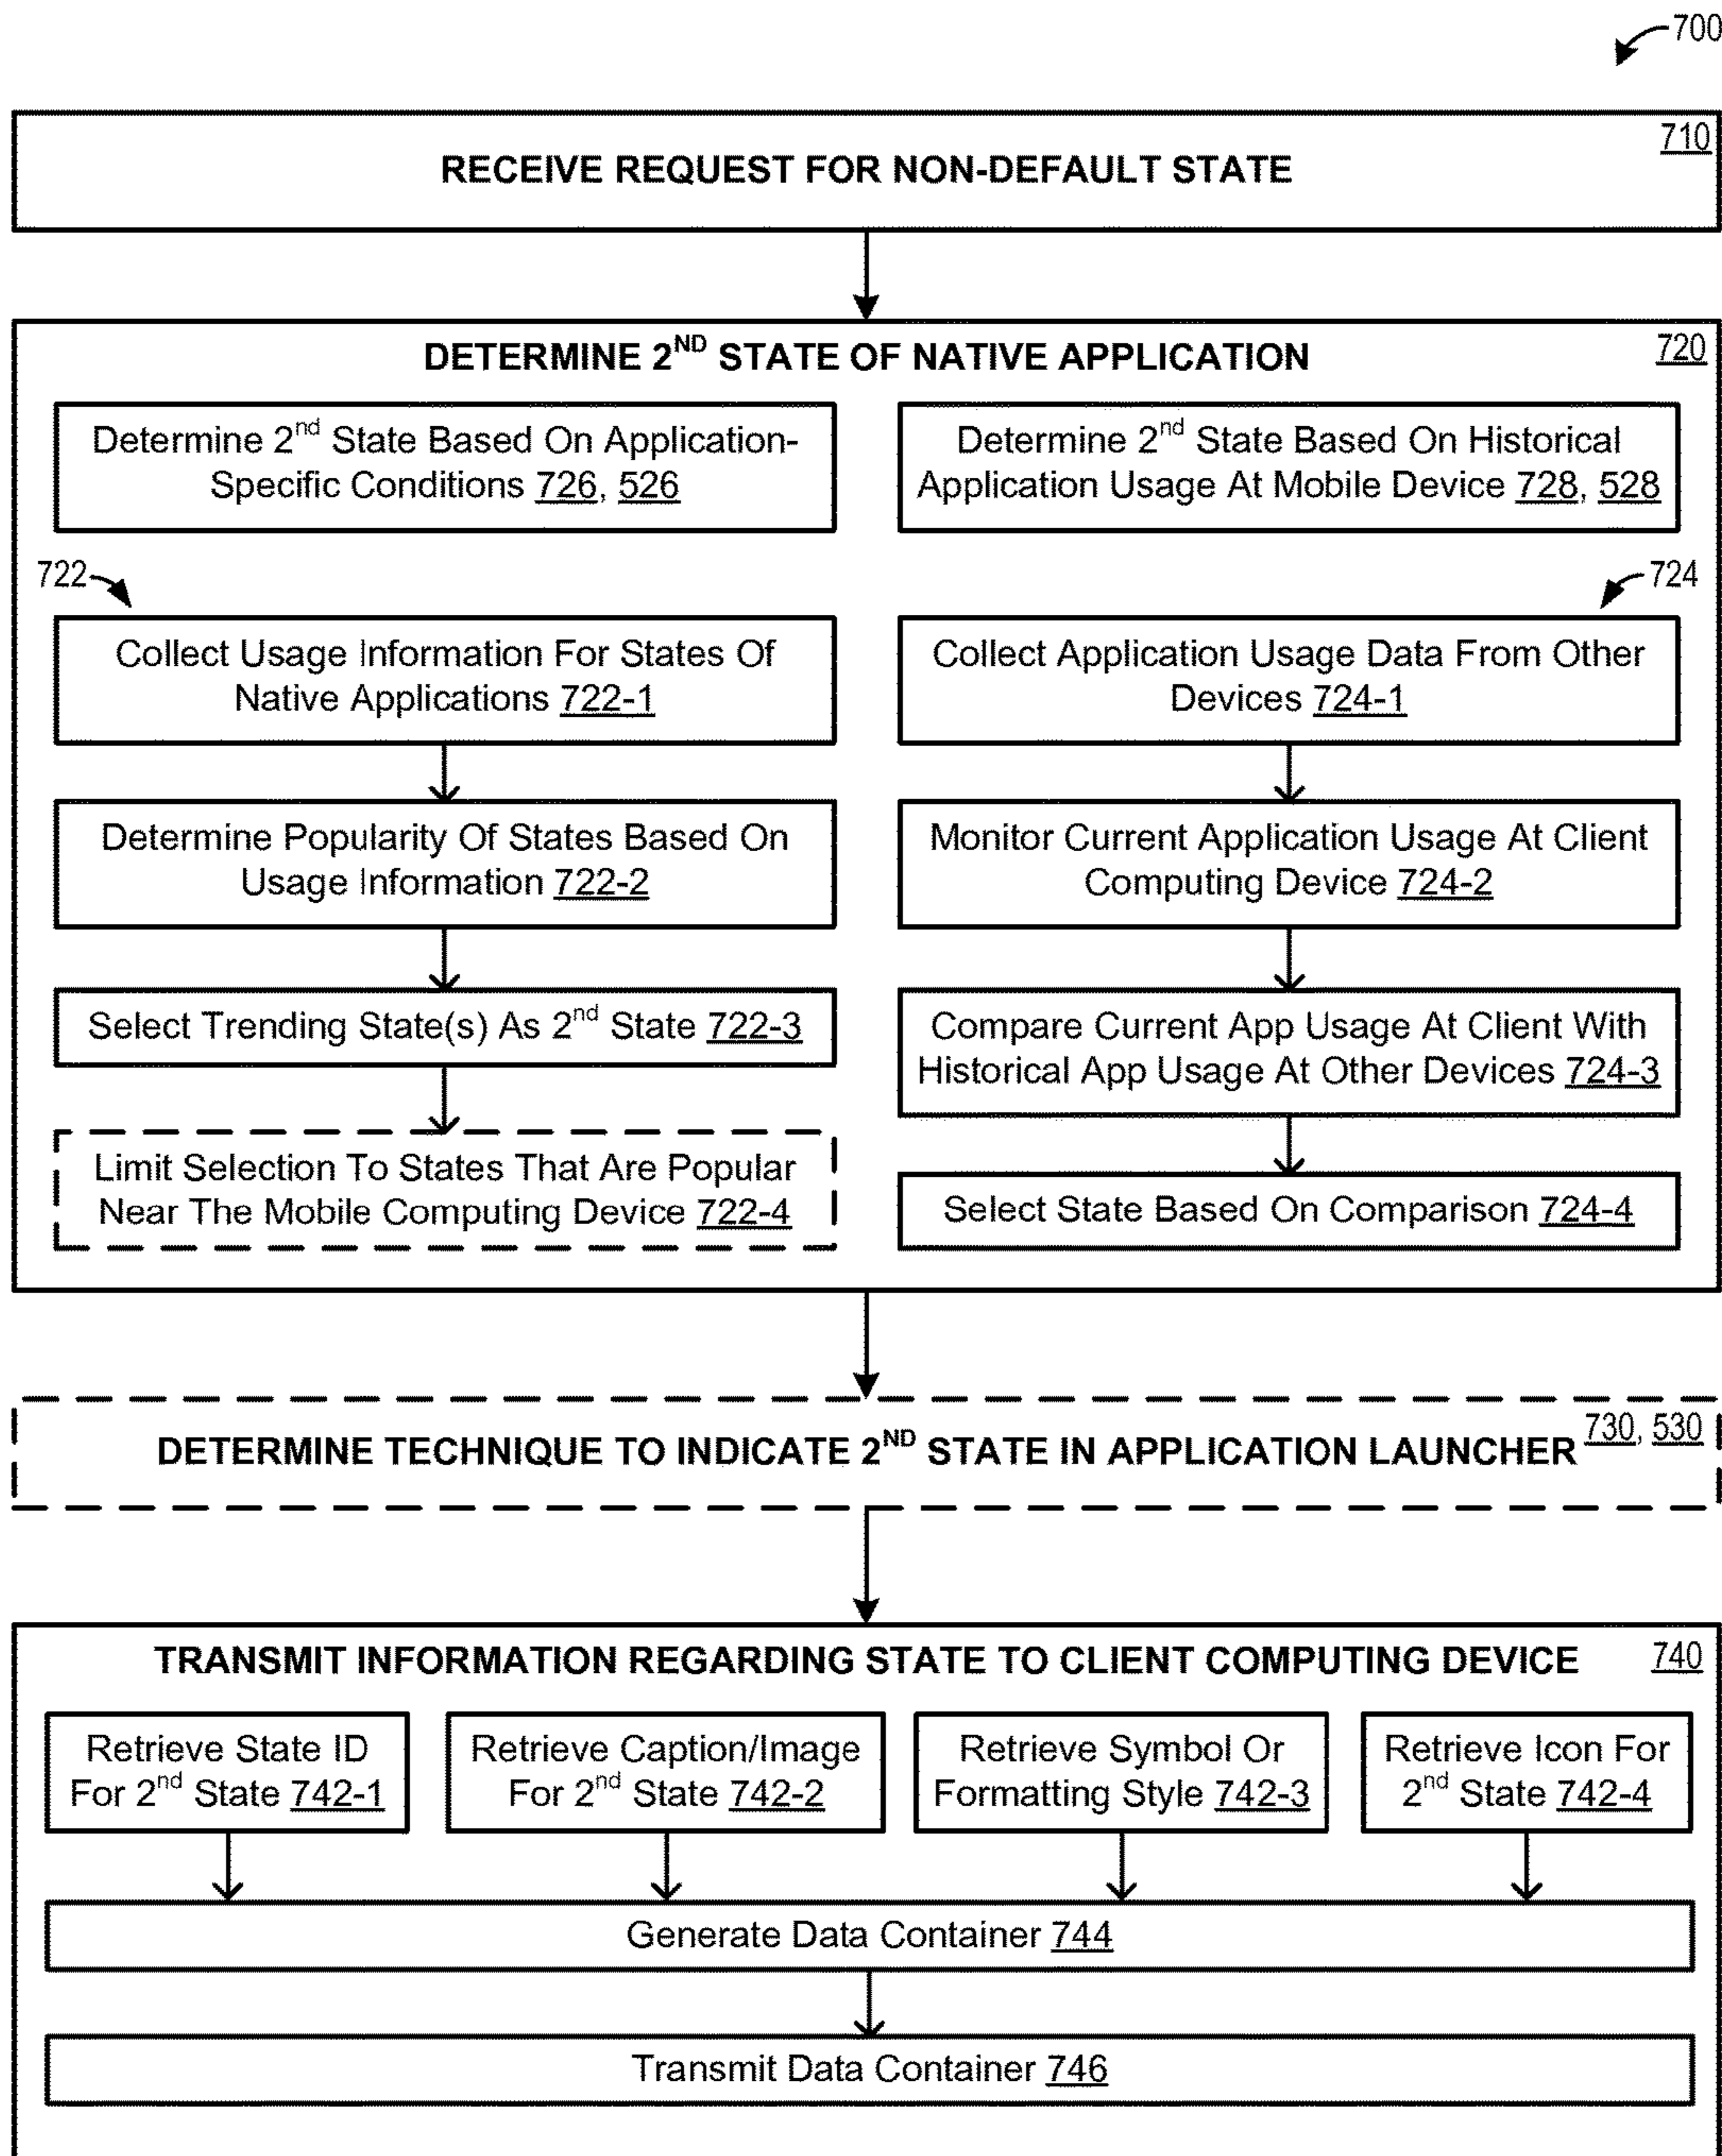 700
RECEIVE REQUEST FOR NON-DEFAULT STATE
710
DETERMINE 2ND STATE OF NATIVE APPLICATION
720
Determine 2nd State Based On Application-
Specific Conditions 726, 526
Determine 2nd State Based On Historical
Application Usage At Mobile Device 728, 528
722
Collect Usage Information For States Of
Native Applications 722-1
Determine Popularity Of States Based On
Usage Information 722-2
Select Trending State(s) As 2nd State 722-3
Limit Selection To States That Are Popular
Near The Mobile Computing Device 722-4
724
Collect Application Usage Data From Other
Devices 724-1
Monitor Current Application Usage At Client
Computing Device 724-2
Compare Current App Usage At Client With
Historical App Usage At Other Devices 724-3
Select State Based On Comparison 724-4
DETERMINE TECHNIQUE TO INDICATE 2ND STATE IN APPLICATION LAUNCHER 730, 530
TRANSMIT INFORMATION REGARDING STATE TO CLIENT COMPUTING DEVICE
740
Retrieve State ID
For 2nd State 742-1
Retrieve Caption/Image
For 2nd State 742-2
Retrieve Symbol Or
Formatting Style 742-3
Retrieve Icon For
2nd State 742-4
Generate Data Container 744
Transmit Data Container 746